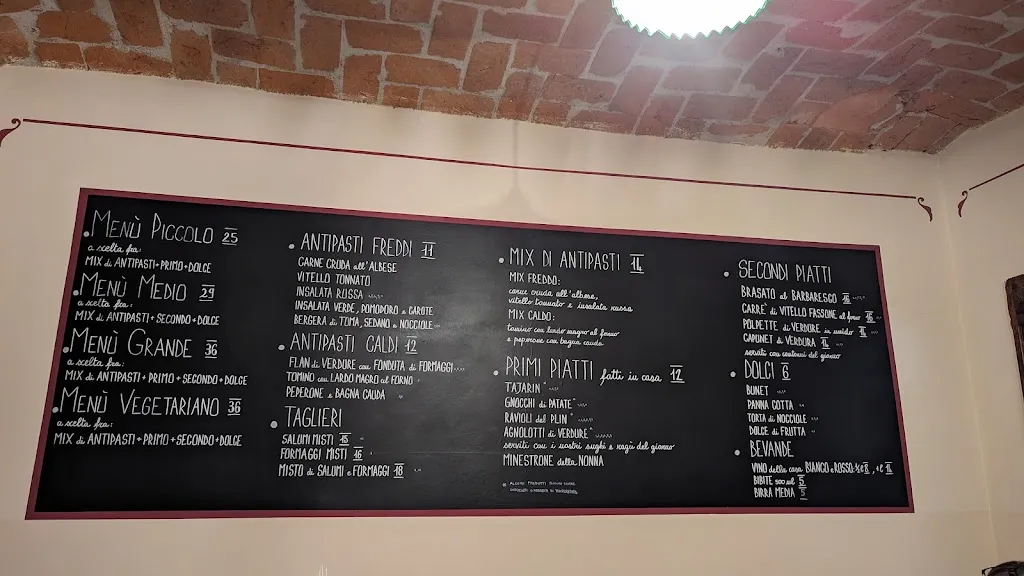 MENÙ PICCOLO 25
a scelta fra:
MIX di ANTIPASTI + PRIMO + DOLCE
MENÙ MEDIO 29
a scelta fra:
MIX di ANTIPASTI + SECONDO + DOLCE
MENÙ GRANDE 36
a scelta fra:
MIX di ANTIPASTI + PRIMO + SECONDO + DOLCE
MENÙ VEGETARIANO 36
a scelta fra:
MIX di ANTIPASTI + PRIMO + SECONDO + DOLCE
ANTIPASTI FREDDI 11
CARNE CRUDA all'ALBESE
VITELLO TONNATO
INSALATA RUSSA
INSALATA VERDE, POMODORO e CAROTE
BERGERA di TOMA, SEDANO e NOCCIOLE
ANTIPASTI CALDI 12
FLAN di VERDURE con FONDUTA di FORMAGGI
TOMINO con LARDO MAGRO al FORNO
PEPERONE e BAGNA CAUDA
TAGLIERI
SALUMI MISTI 15
FORMAGGI MISTI 16
MISTO di SALUMI e FORMAGGI 18
MIX DI ANTIPASTI 14
MIX FREDDO:
carne cruda all'albese,
vitello tonnato e insalata russa
MIX CALDO:
tomino con lardo magro al forno
e peperone con bagna cauda
PRIMI PIATTI fatti in casa 12
TAJARIN*
GNOCCHI di PATATE*
RAVIOLI del PLIN*
AGNOLOTTI di VERDURE*
serviti con i nostri sughi e ragù del giorno
MINESTRONE della NONNA
* ALCUNI PRODOTTI
SECONDI PIATTI
BRASATO al BARBARESCO 16
CARRE' di VITELLO FASSONE al forno
POLPETTE di VERDURE in umido
CAPUNET di VERDURA
serviti con contorni del giorno
DOLCI 6
BUNET
PANNA COTTA
TORTA di NOCCIOLE
DOLCE di FRUTTA
BEVANDE
VINO della casa BIANCO e ROSSO:
BIBITE 500 ml 5
BIRRA MEDIA 5